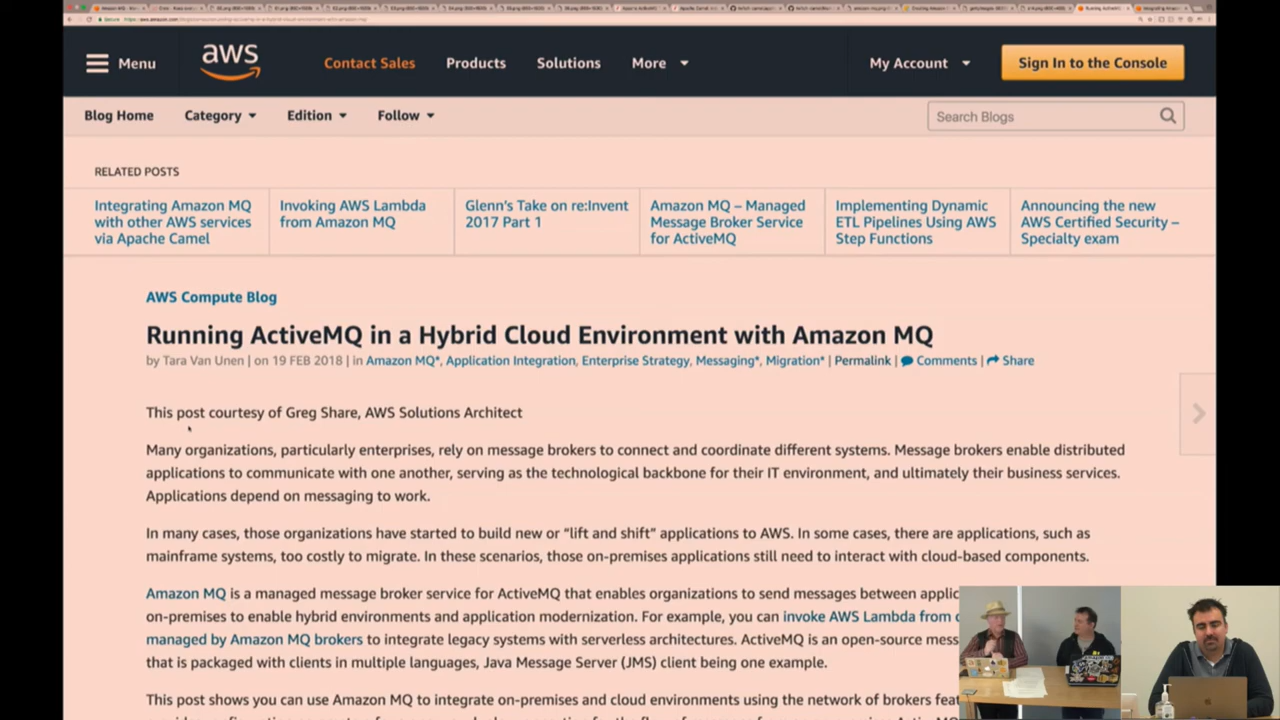 Menu
aws
Contact Sales
Products
Solutions
More
My Account
Sign In to the Console
Blog Home
Category
Edition
Follow
Search Blogs
RELATED POSTS
Integrating Amazon MQ
with other AWS services
via Apache Camel
Invoking AWS Lambda
from Amazon MQ
Glenn's Take on re:Invent
2017 Part 1
Amazon MQ – Managed
Message Broker Service
for ActiveMQ
Implementing Dynamic
ETL Pipelines Using AWS
Step Functions
Announcing the new
AWS Certified Security –
Specialty exam
AWS Compute Blog
Running ActiveMQ in a Hybrid Cloud Environment with Amazon MQ
by Tara Van Unen | on 19 FEB 2018 | in Amazon MQ*, Application Integration, Enterprise Strategy, Messaging*, Migration* | Permalink | Comments | Share
This post courtesy of Greg Share, AWS Solutions Architect
Many organizations, particularly enterprises, rely on message brokers to connect and coordinate different systems. Message brokers enable distributed
applications to communicate with one another, serving as the technological backbone for their IT environment, and ultimately their business services.
Applications depend on messaging to work.
In many cases, those organizations have started to build new or “lift and shift” applications to AWS. In some cases, there are applications, such as
mainframe systems, too costly to migrate. In these scenarios, those on-premises applications still need to interact with cloud-based components.
Amazon MQ is a managed message broker service for ActiveMQ that enables organizations to send messages between applic
on-premises to enable hybrid environments and application modernization. For example, you can invoke AWS Lambda from
managed by Amazon MQ brokers to integrate legacy systems with serverless architectures. ActiveMQ is an open-source mess
that is packaged with clients in multiple languages, Java Message Server (JMS) client being one example.
This post shows you can use Amazon MQ to integrate on-premises and cloud environments using the network of brokers feat